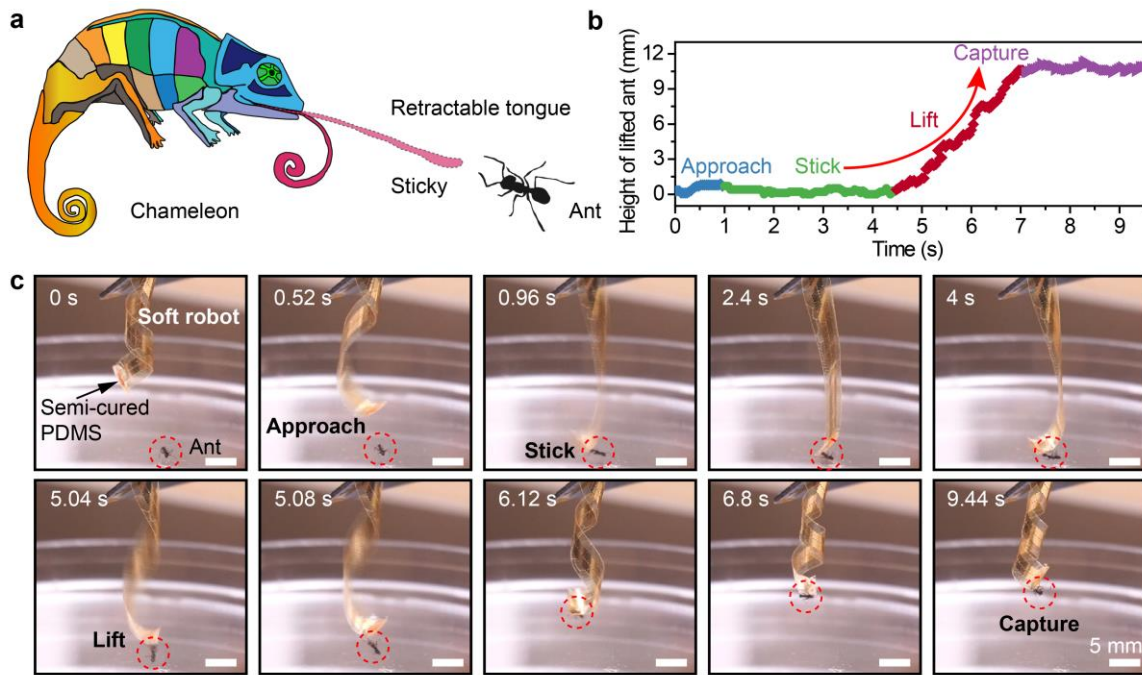 a
Retractable tongue
Sticky
Chameleon
Ant
b
Height of lifted ant (mm)
12
9
6
3
0
Capture
Lift
Approach
Stick
0 1 2 3 4 5 6 7 8 9
Time (s)
c
0 s
Soft robot
Semi-cured
PDMS
Ant
0.52 s
Approach
0.96 s
Stick
2.4 s
4 s
5.04 s
Lift
5.08 s
6.12 s
6.8 s
9.44 s
Capture
5 mm